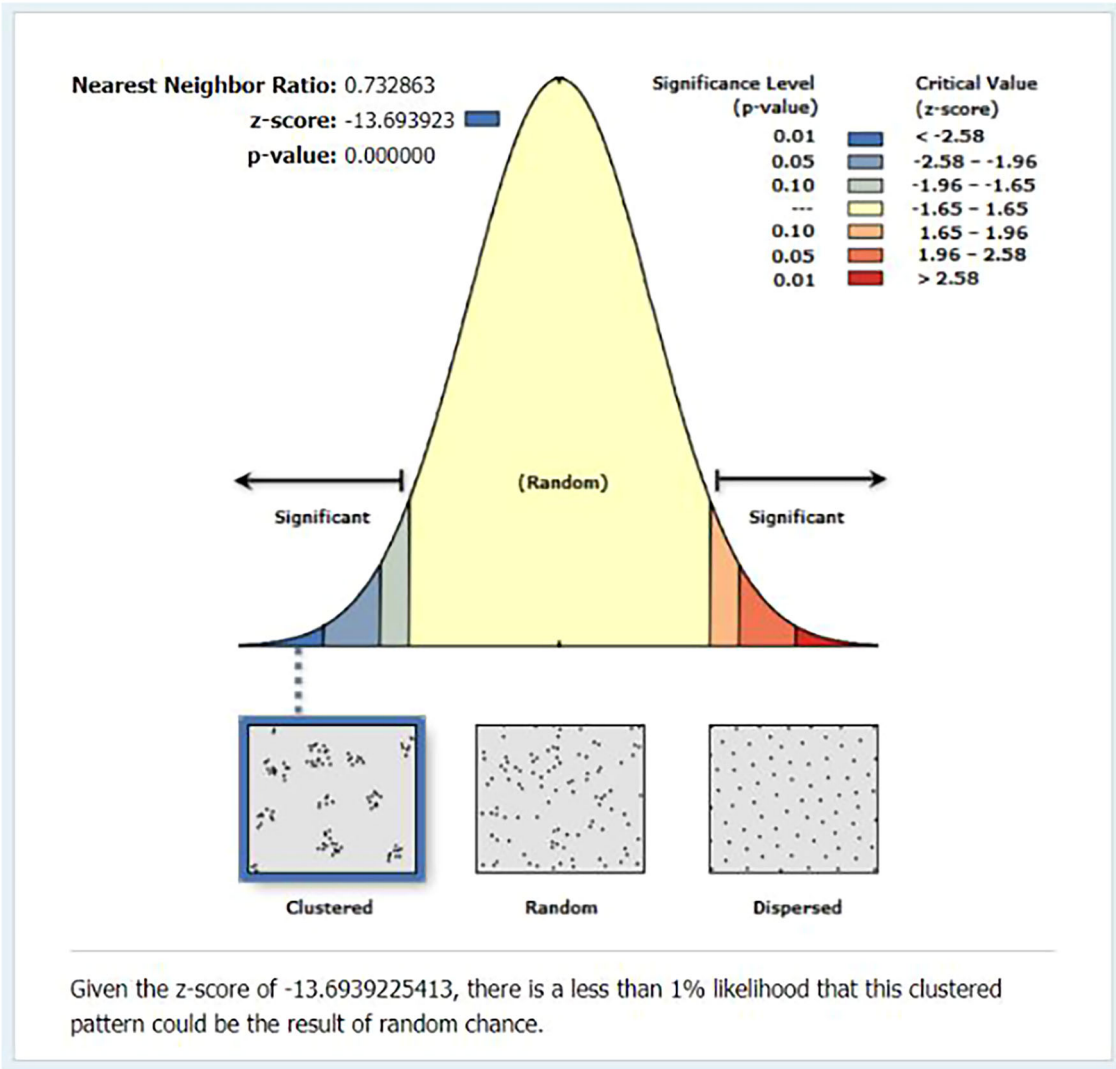 Nearest Neighbor Ratio: 0.732863
z-score: -13.693923
p-value: 0.000000
Significance Level
(p-value)
Critical Value
(z-score)
0.01 < -2.58
0.05 -2.58 – -1.96
0.10 -1.96 – -1.65
--- -1.65 – 1.65
0.10 1.65 – 1.96
0.05 1.96 – 2.58
0.01 > 2.58
(Random)
Significant
Significant
Clustered
Random
Dispersed
Given the z-score of -13.6939225413, there is a less than 1% likelihood that this clustered
pattern could be the result of random chance.